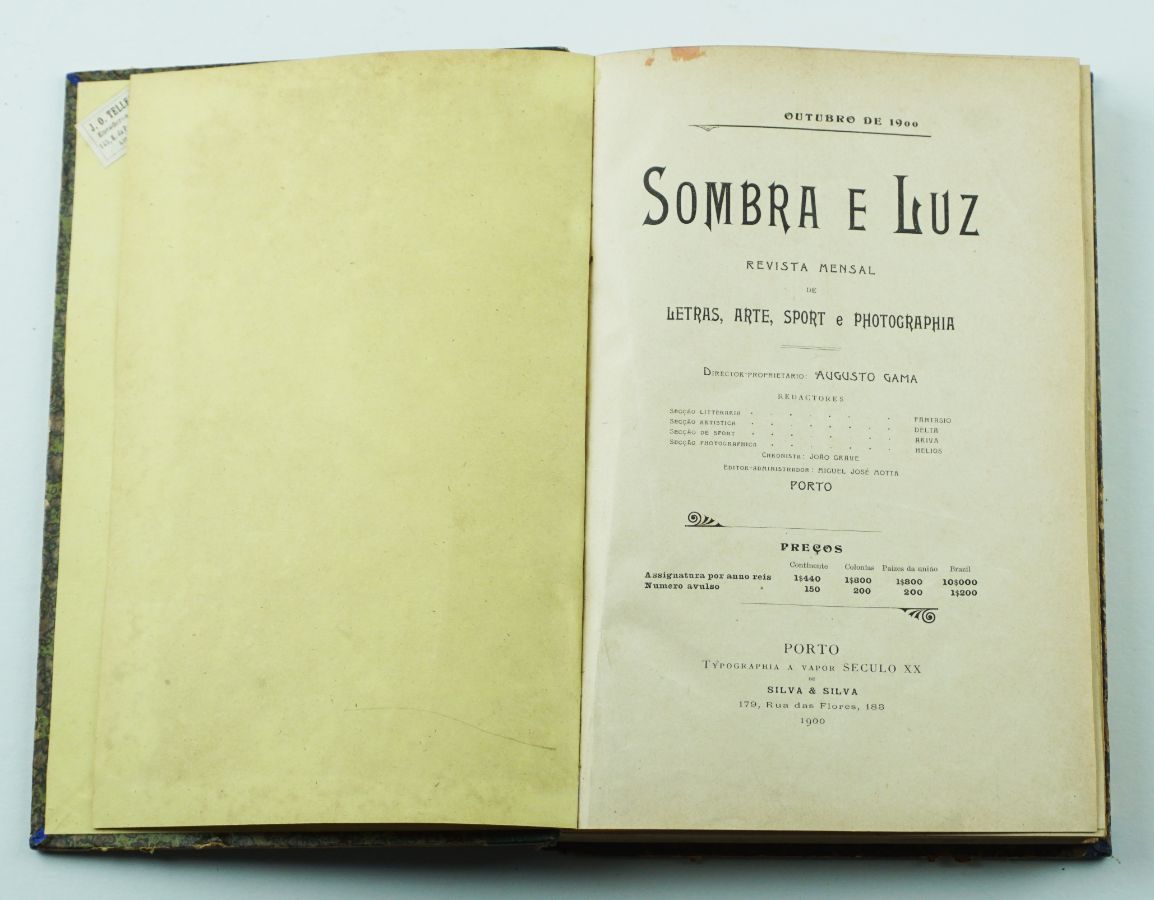 J. O. TELL
OUTUBRO DE 1900
SOMBRA E LUZ
REVISTA MENSAL
DE
LETRAS, ARTE, SPORT e PHOTOGRAPHIA
DIRECTOR-PROPRIETARIO: AUGUSTO GAMA
REDACTORES
SECÇÃO LITTERARIA . . . . . . FANTASIO
SECÇÃO ARTISTICA . . . . . . DELTA
SECÇÃO DE SPORT . . . . . . AKIVA
SECÇÃO PHOTOGRAPHICA . . . . . . HELIOS
CHRONISTA: JOÃO GRAVE
EDITOR-ADMINISTRADOR: MIGUEL JOSÉ MOTTA
PORTO
PREÇOS
Continente Colonias Paizes da união Brazil
Assignatura por anno reis 1$440 1$800 1$800 10$000
Numero avulso 150 200 200 1$200
PORTO
TYPOGRAPHIA A VAPOR SECULO XX
DE
SILVA & SILVA
179, Rua das Flores, 183
1900